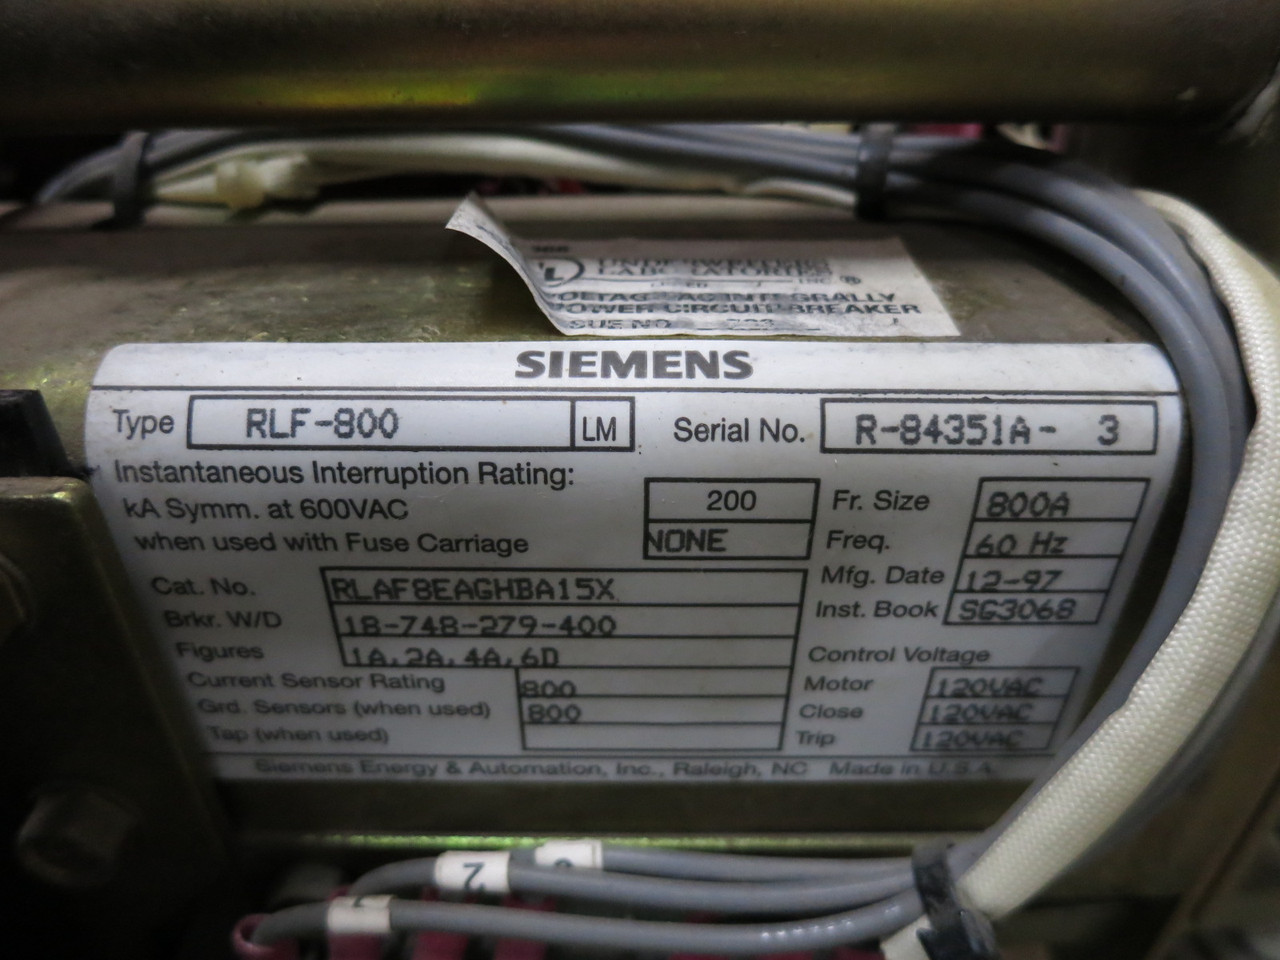 UNDERWRITERS
LABORATORIES
INC.®
POWER CIRCUIT BREAKER
SIEMENS
Type RLF-800 LM Serial No. R-84351A- 3
Instantaneous Interruption Rating:
kA Symm. at 600VAC 200 Fr. Size 800A
when used with Fuse Carriage NONE Freq. 60 Hz
Cat. No. RLAF8EAGHBA15X Mfg. Date 12-97
Brkr. W/D 18-748-279-400 Inst. Book SG3068
Figures 1A,2A,4A,6D Control Voltage
Current Sensor Rating 800 Motor 120VAC
Grd. Sensors (when used) 800 Close 120VAC
Tap (when used) Trip 120VAC
Siemens Energy & Automation, Inc., Raleigh, NC Made in U.S.A.
2